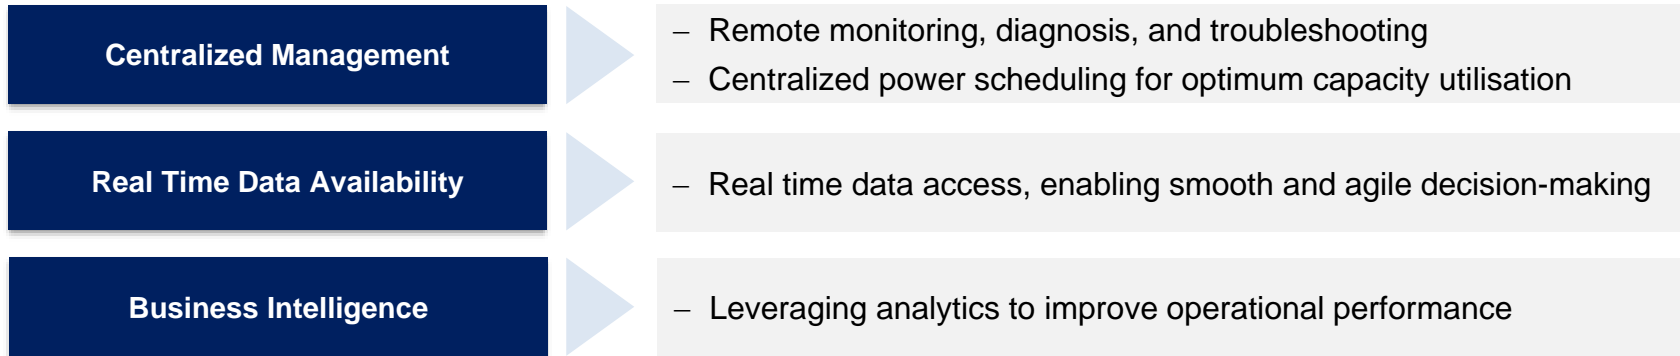 Centralized Management
– Remote monitoring, diagnosis, and troubleshooting
– Centralized power scheduling for optimum capacity utilisation
Real Time Data Availability
– Real time data access, enabling smooth and agile decision-making
Business Intelligence
– Leveraging analytics to improve operational performance